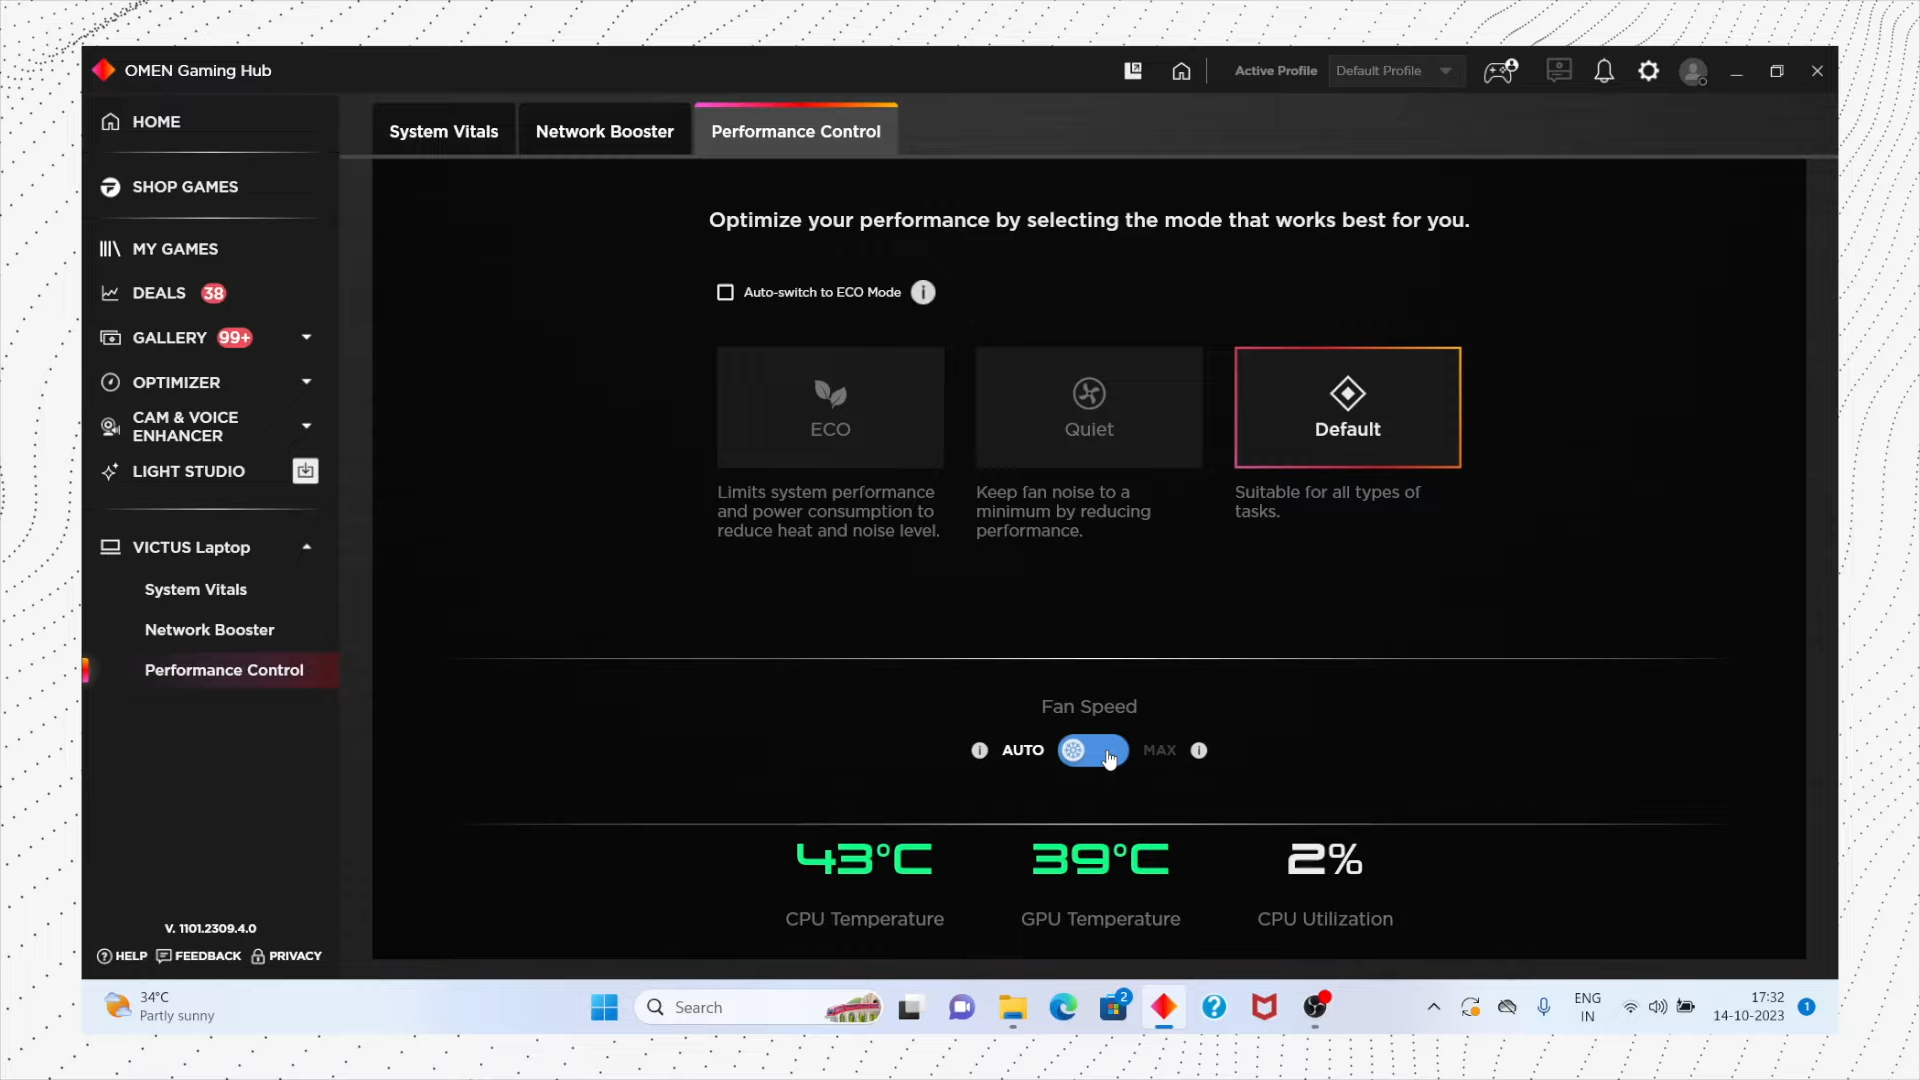 OMEN Gaming Hub
Active Profile
Default Profile
HOME
SHOP GAMES
MY GAMES
DEALS 38
GALLERY 99+
OPTIMIZER
CAM & VOICE
ENHANCER
LIGHT STUDIO
VICTUS Laptop
System Vitals
Network Booster
Performance Control
V. 1101.2309.4.0
HELP FEEDBACK PRIVACY
System Vitals
Network Booster
Performance Control
Optimize your performance by selecting the mode that works best for you.
Auto-switch to ECO Mode i
ECO
Limits system performance
and power consumption to
reduce heat and noise level.
Quiet
Keep fan noise to a
minimum by reducing
performance.
Default
Suitable for all types of
tasks.
Fan Speed
i AUTO MAX i
43°C
CPU Temperature
39°C
GPU Temperature
2%
CPU Utilization
34°C
Partly sunny
Search
2
ENG
IN
17:32
14-10-2023
1